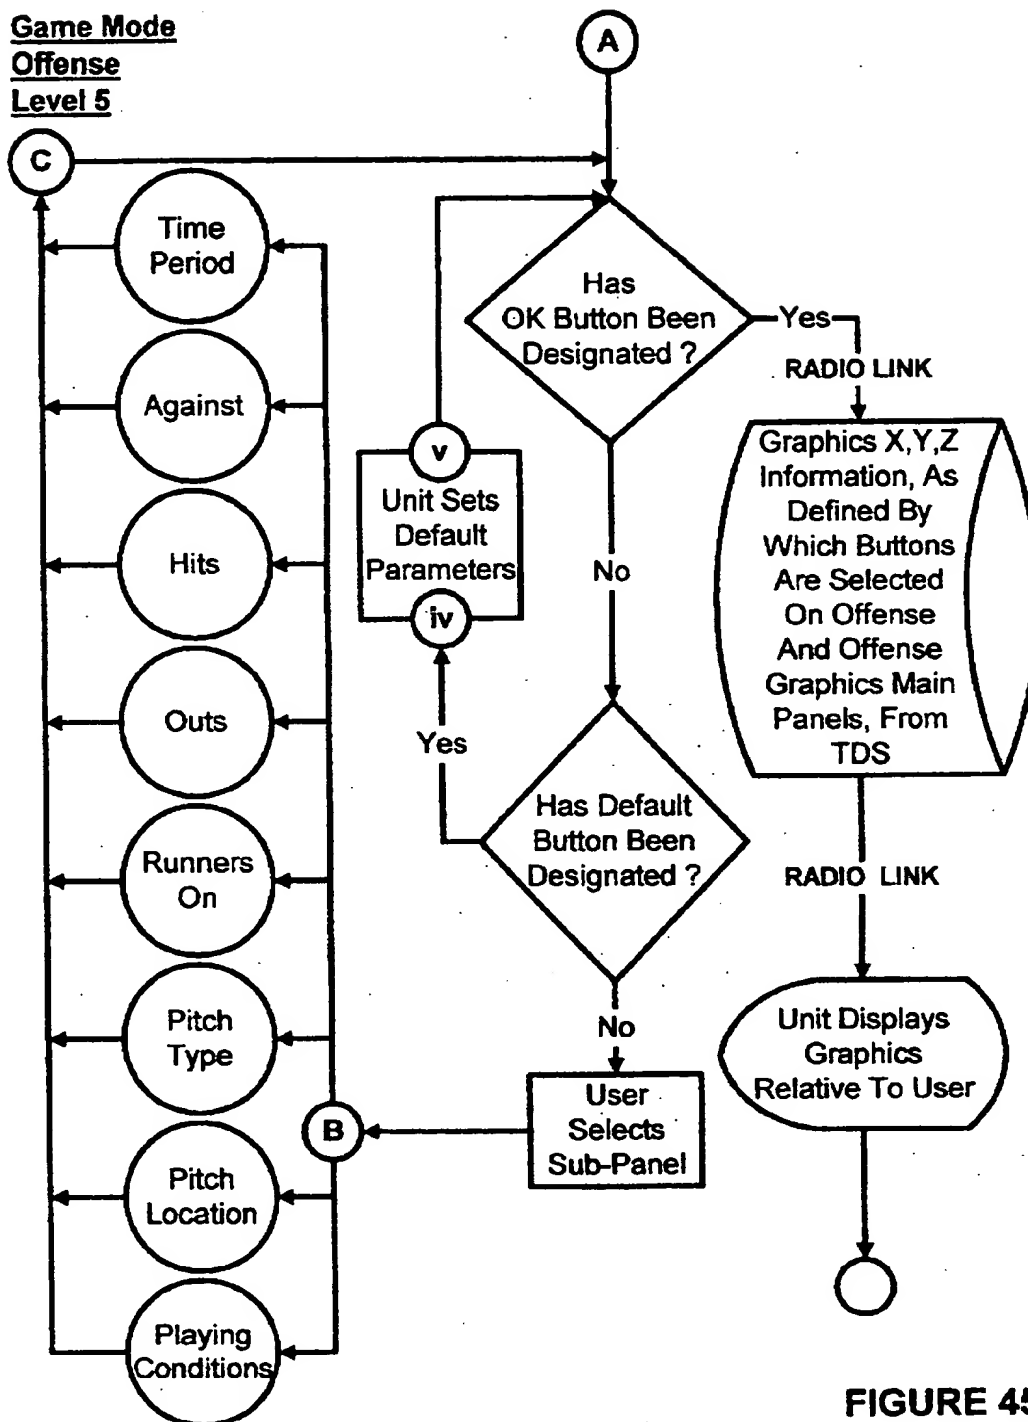 Game Mode
Offense
Level 5
A
C
Time
Period
Against
Hits
Outs
Runners
On
Pitch
Type
Pitch
Location
Playing
Conditions
B
v
Unit Sets
Default
Parameters
iv
Yes
Has
OK Button Been
Designated ?
No
Has Default
Button Been
Designated ?
No
User
Selects
Sub-Panel
Yes
RADIO LINK
Graphics X,Y,Z
Information, As
Defined By
Which Buttons
Are Selected
On Offense
And Offense
Graphics Main
Panels, From
TDS
RADIO LINK
Unit Displays
Graphics
Relative To User
FIGURE